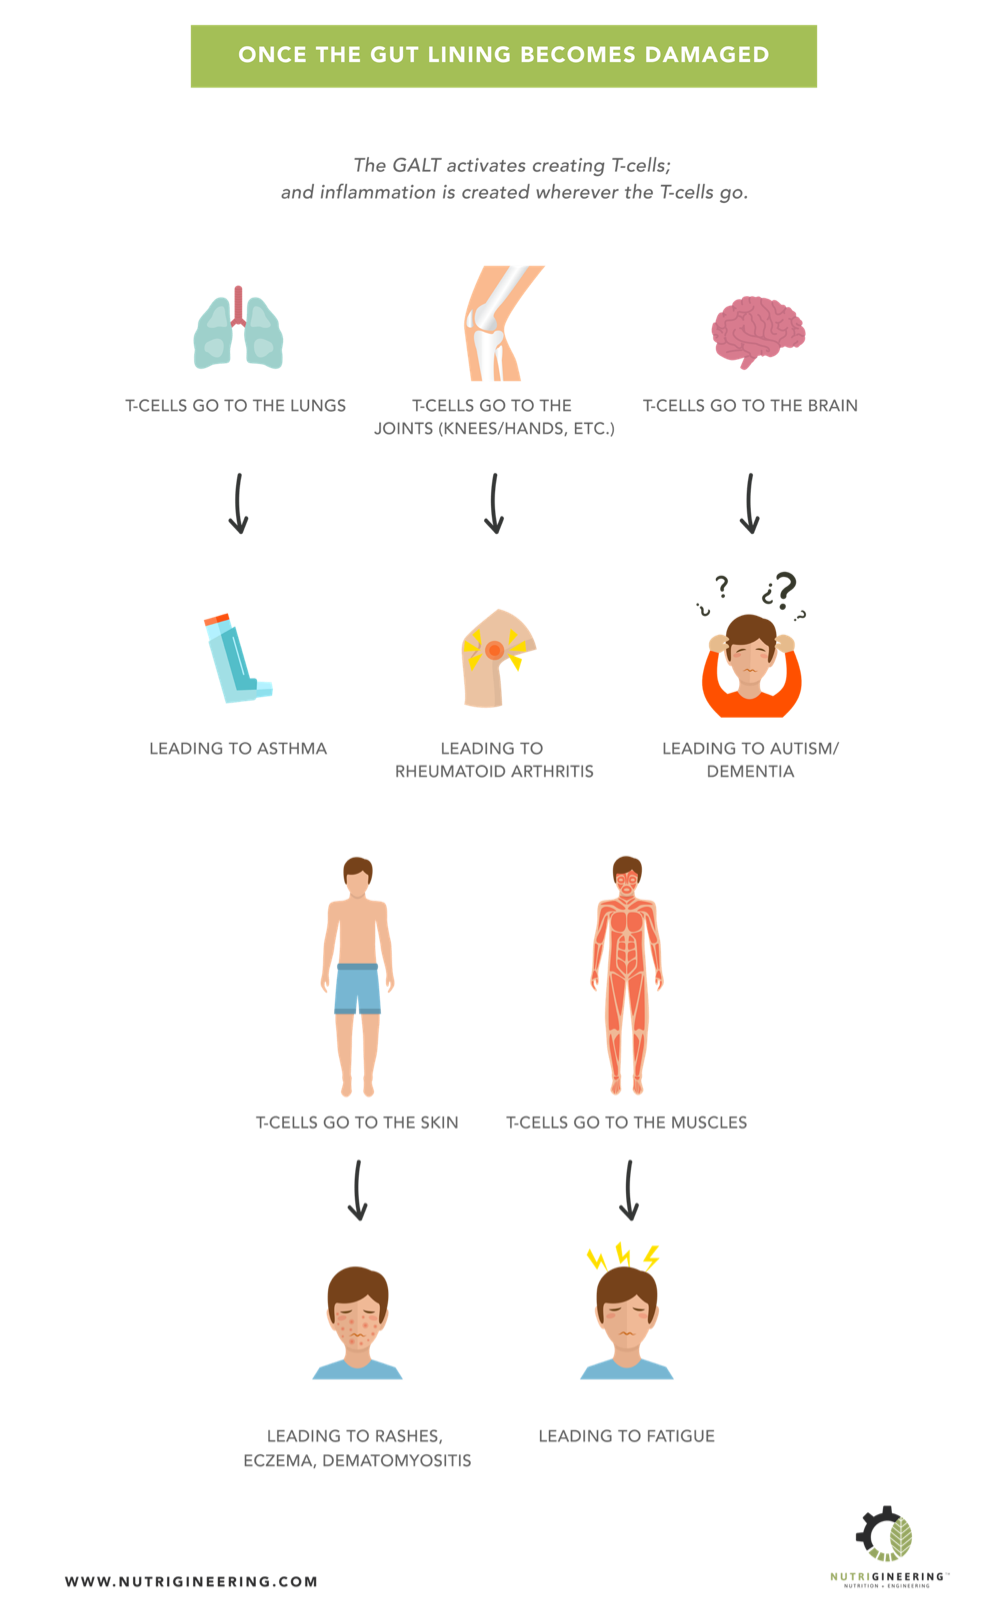 ONCE THE GUT LINING BECOMES DAMAGED
The GALT activates creating T-cells;
and inflammation is created wherever the T-cells go.
T-CELLS GO TO THE LUNGS
T-CELLS GO TO THE
JOINTS (KNEES/HANDS, ETC.)
T-CELLS GO TO THE BRAIN
? ? ¿ ¿ ?
LEADING TO ASTHMA
LEADING TO
RHEUMATOID ARTHRITIS
LEADING TO AUTISM/
DEMENTIA
T-CELLS GO TO THE SKIN
T-CELLS GO TO THE MUSCLES
LEADING TO RASHES,
ECZEMA, DEMATOMYOSITIS
LEADING TO FATIGUE
WWW.NUTRIGINEERING.COM
NUTRIGINEERING™
NUTRITION + ENGINEERING